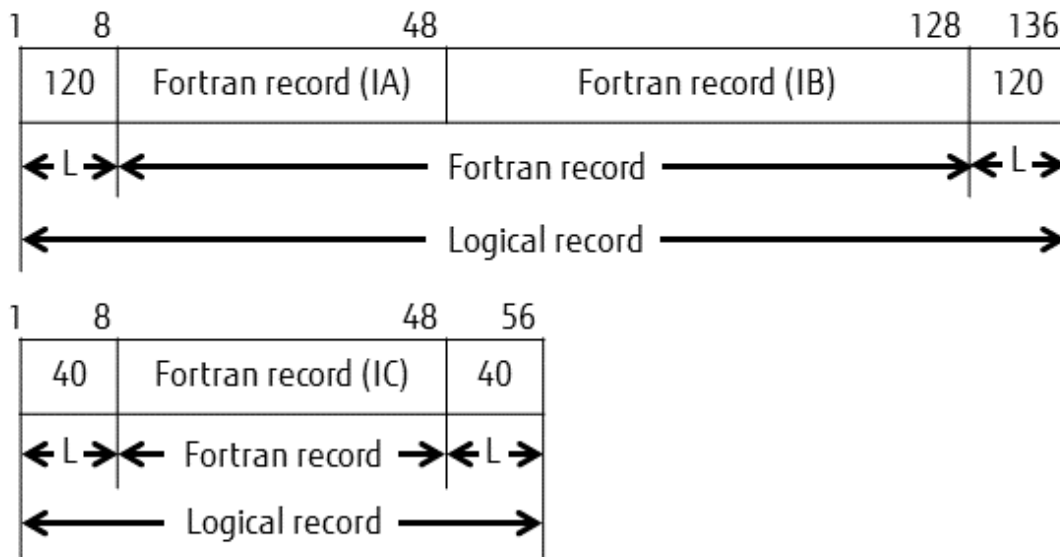 1 8 48 128 136
120 Fortran record (IA) Fortran record (IB) 120
L Fortran record L
Logical record
1 8 48 56
40 Fortran record (IC) 40
L Fortran record L
Logical record